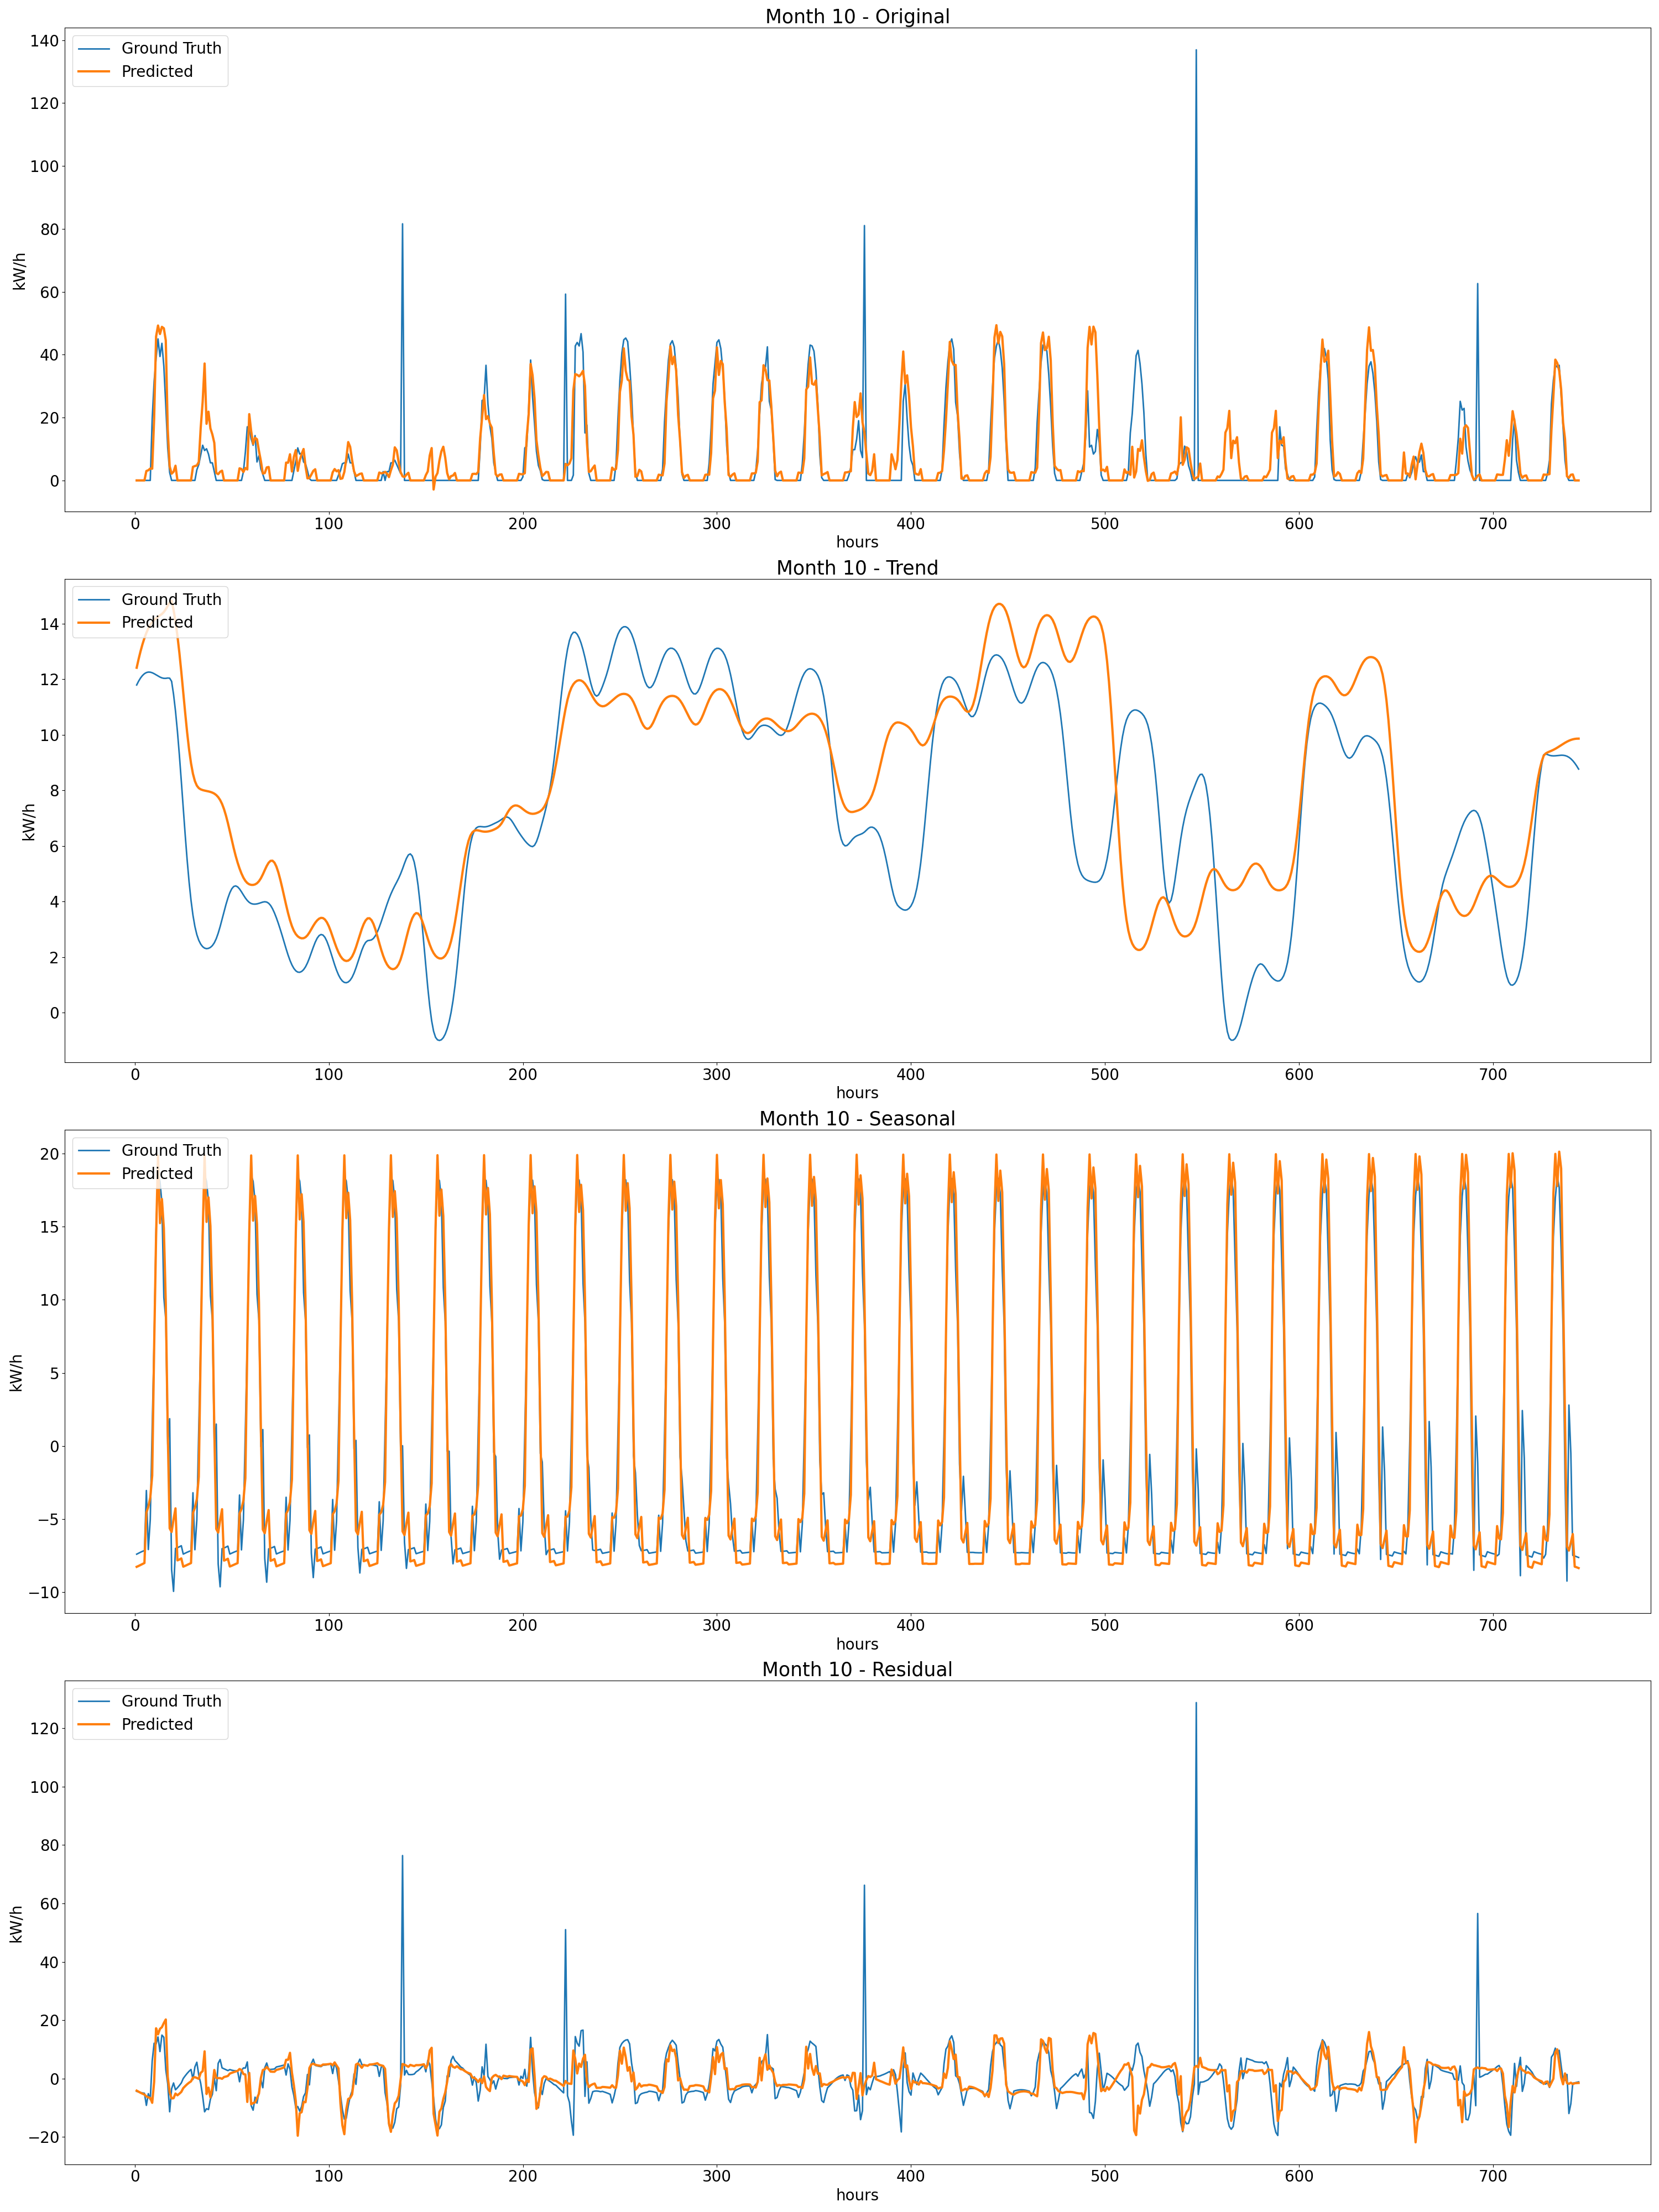 Month 10 - Original
140
120
100
80
60
40
20
0
kW/h
Ground Truth
Predicted
0 100 200 300 400 500 600 700
hours
Month 10 - Trend
14
12
10
8
6
4
2
0
kW/h
Ground Truth
Predicted
0 100 200 300 400 500 600 700
hours
Month 10 - Seasonal
20
15
10
5
0
−5
−10
kW/h
Ground Truth
Predicted
0 100 200 300 400 500 600 700
hours
Month 10 - Residual
120
100
80
60
40
20
0
−20
kW/h
Ground Truth
Predicted
0 100 200 300 400 500 600 700
hours